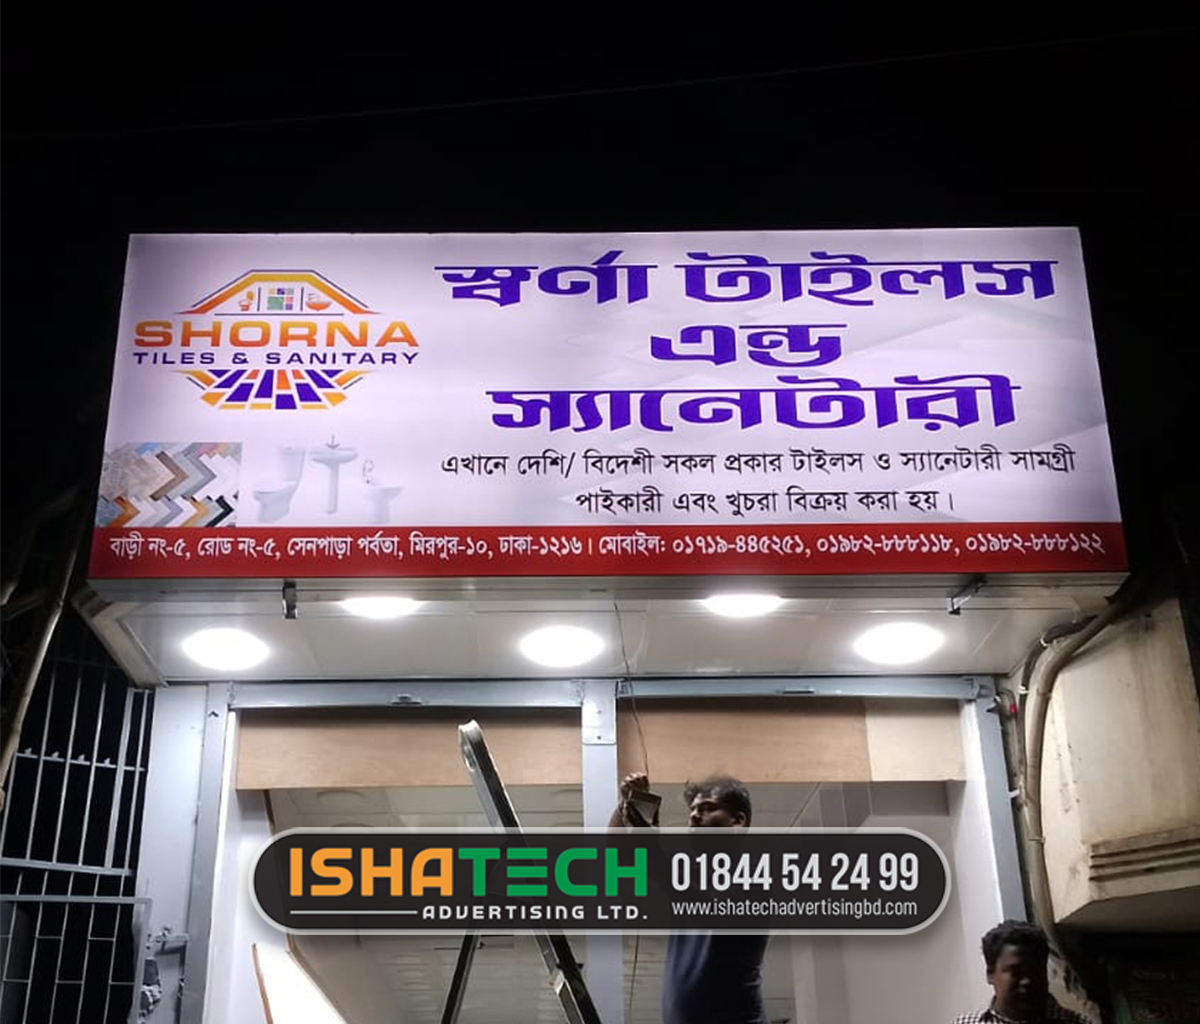 SHORNA
TILES & SANITARY
স্বর্ণা টাইলস
এন্ড
স্যানেটারী
এখানে দেশি/ বিদেশী সকল প্রকার টাইলস ও স্যানেটারী সামগ্রী
পাইকারী এবং খুচরা বিক্রয় করা হয়।
বাড়ী নং-৫, রোড নং-৫, সেনপাড়া পর্বতা, মিরপুর-১০, ঢাকা-১২১৬। মোবাইল: ০১৭১৯-৪৪৫২৫১, ০১৯৮২-৮৮৮১১৮, ০১৯৮২-৮৮৮১২২
ISHATECH
ADVERTISING LTD.
01844 54 24 99
www.ishatechadvertisingbd.com